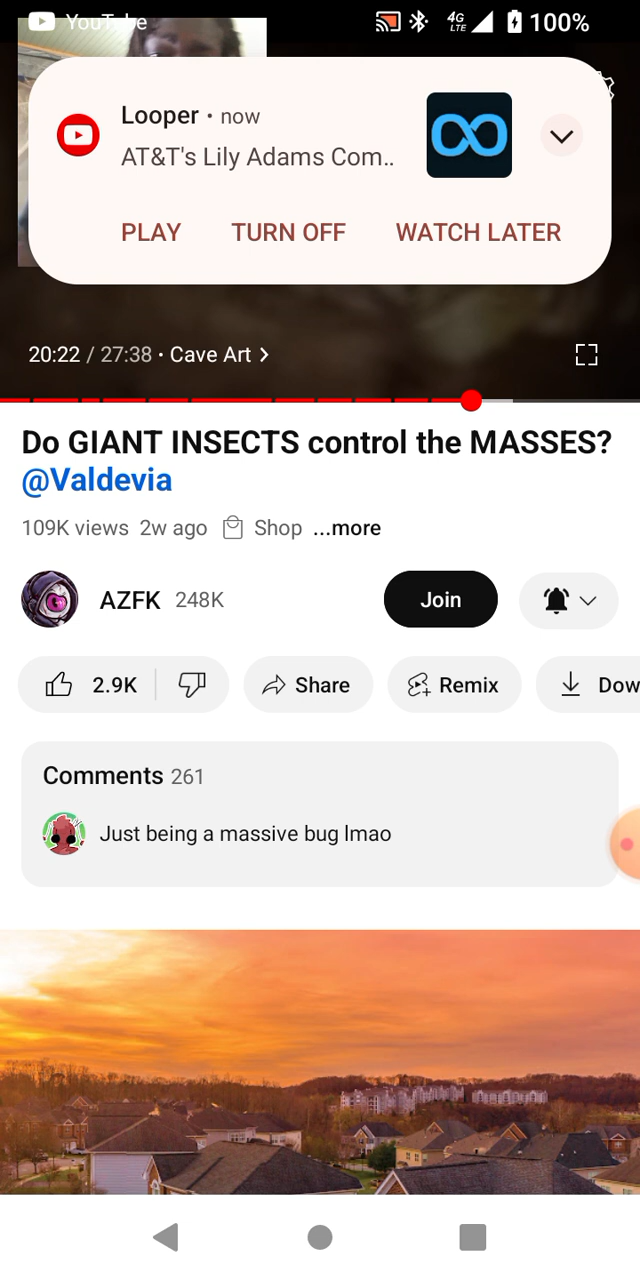 YouTube
4G
LTE
100%
Looper • now
AT&T's Lily Adams Com..
PLAY TURN OFF WATCH LATER
20:22 / 27:38 • Cave Art
Do GIANT INSECTS control the MASSES?
@Valdevia
109K views 2w ago Shop ...more
AZFK 248K Join
2.9K Share Remix Dow
Comments 261
Just being a massive bug lmao